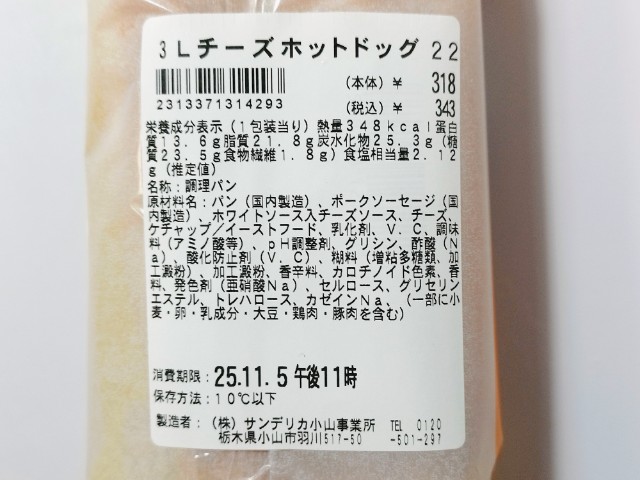 3Lチーズホットドッグ22
(本体)¥ 318
2313371314293
(税込)¥ 343
栄養成分表示(1包装当り)熱量348kcal蛋白
質13.6g脂質21.8g炭水化物25.3g(糖
質23.5g食物繊維1.8g)食塩相当量2.12
g(推定値)
名称:調理パン
原材料名:パン(国内製造)、ポークソーセージ(国
内製造)、ホワイトソース入チーズソース、チーズ、
ケチャップ/イーストフード、乳化剤、V.C、調味
料(アミノ酸等)、pH調整剤、グリシン、酢酸(N
a)、酸化防止剤(V.C)、糊料(増粘多糖類、加
工澱粉)、加工澱粉、香辛料、カロチノイド色素、香
料、発色剤(亜硝酸Na)、セルロース、グリセリン
エステル、トレハロース、カゼインNa、(一部に小
麦・卵・乳成分・大豆・鶏肉・豚肉を含む)
消費期限:25.11.5午後11時
保存方法:10℃以下
製造者:(株)サンデリカ小山事業所 TEL 0120
栃木県小山市羽川517-50 -501-297